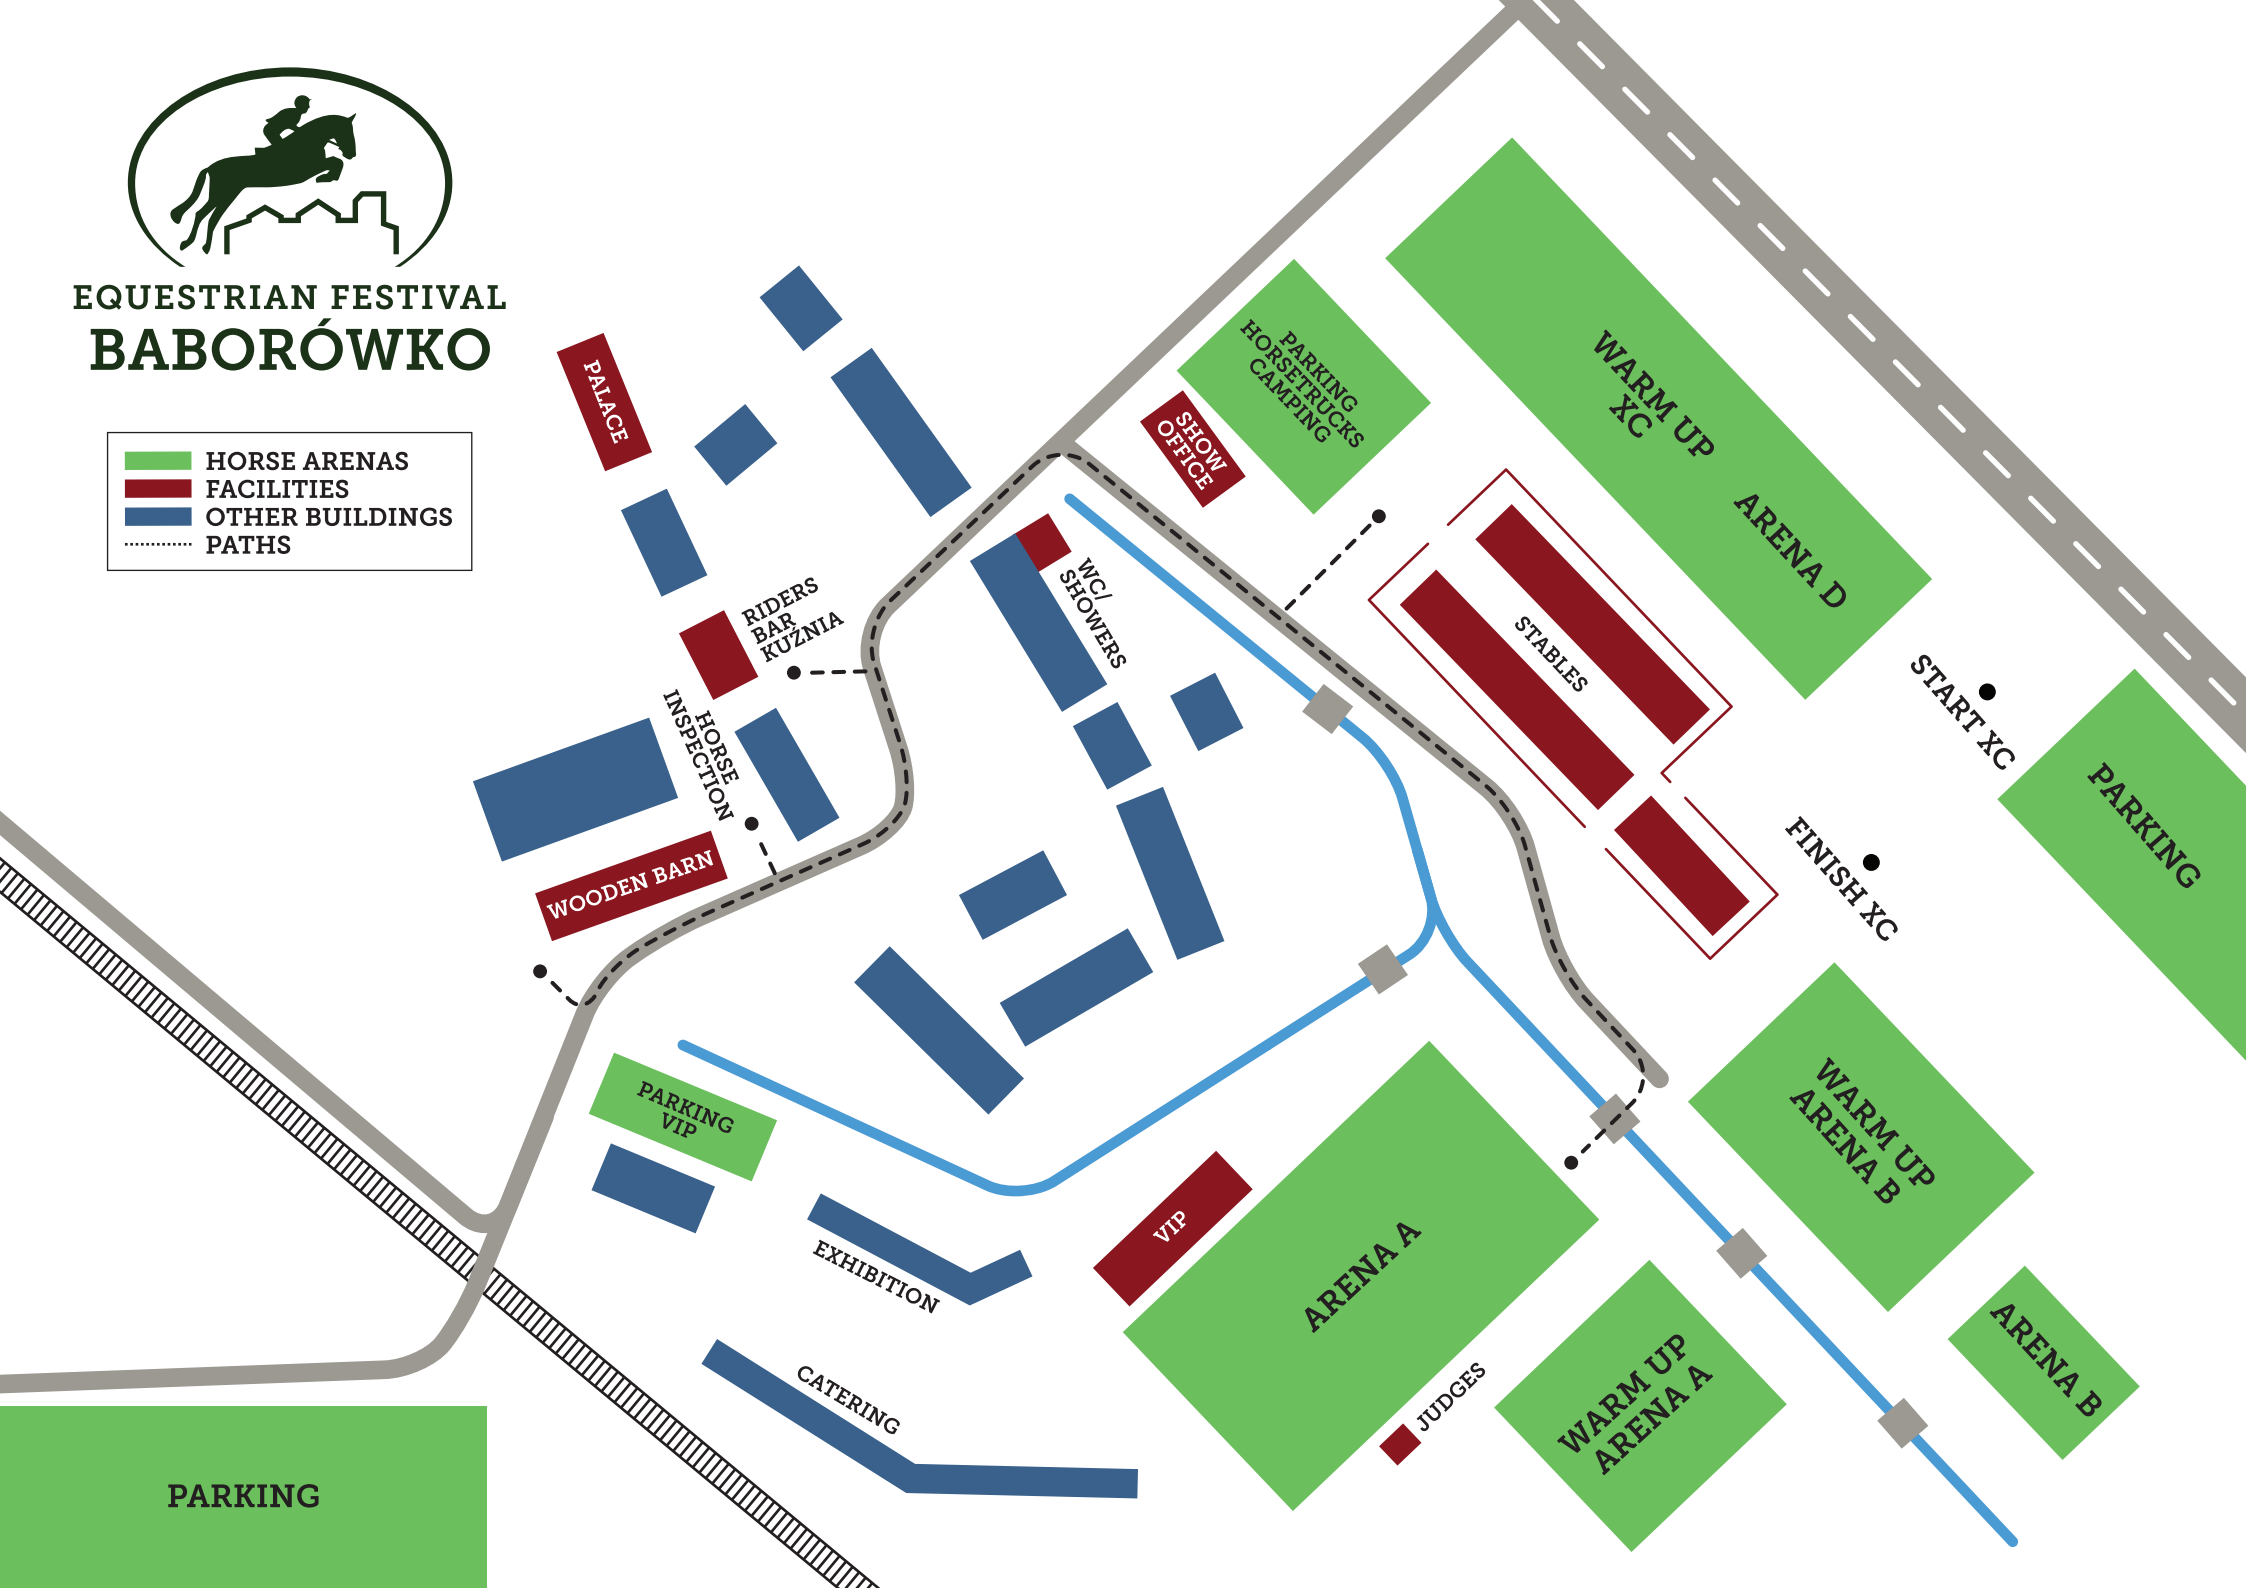 EQUESTRIAN FESTIVAL
BABORÓWKO
HORSE ARENAS
FACILITIES
OTHER BUILDINGS
PATHS
PALACE
RIDERS
BAR
KUŹNIA
HORSE
INSPECTION
WOODEN BARN
WC/
SHOWERS
SHOW
OFFICE
PARKING
HORSETRUCKS
CAMPING
WARM UP
XC
ARENA D
STABLES
START XC
FINISH XC
PARKING
PARKING
VIP
EXHIBITION
CATERING
VIP
ARENA A
JUDGES
WARM UP
ARENA A
WARM UP
ARENA B
ARENA B
PARKING